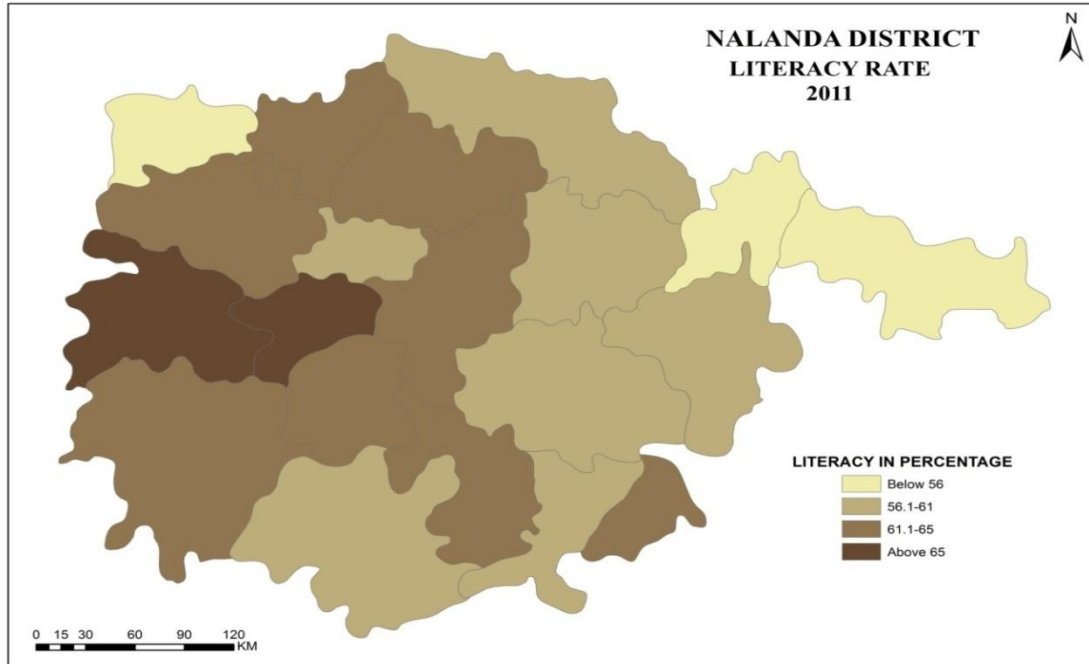 NALANDA DISTRICT
LITERACY RATE
2011
N
LITERACY IN PERCENTAGE
Below 56
56.1-61
61.1-65
Above 65
0 15 30 60 90 120
KM